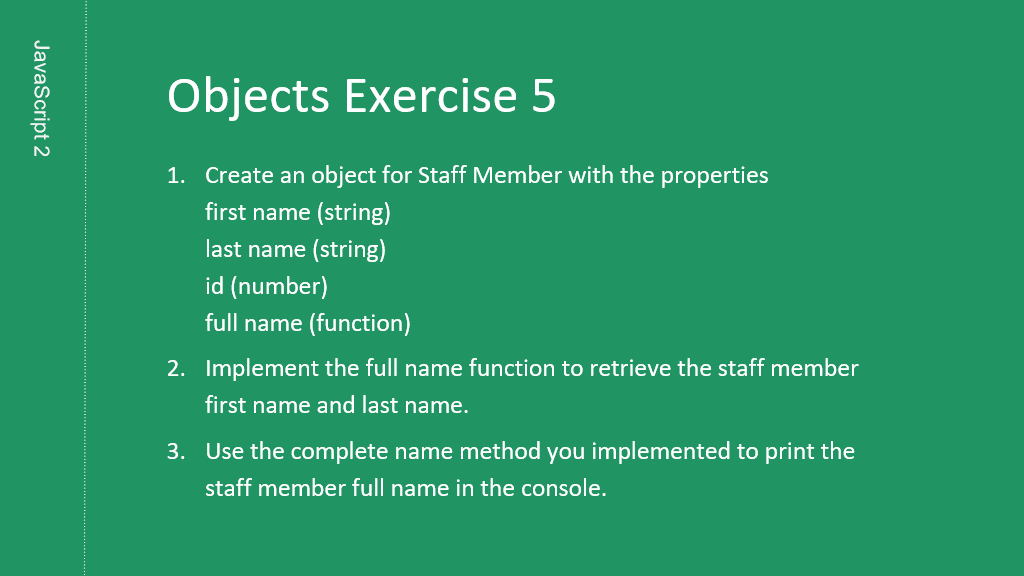 JavaScript 2
Objects Exercise 5
1. Create an object for Staff Member with the properties
first name (string)
last name (string)
id (number)
full name (function)
2. Implement the full name function to retrieve the staff member
first name and last name.
3. Use the complete name method you implemented to print the
staff member full name in the console.